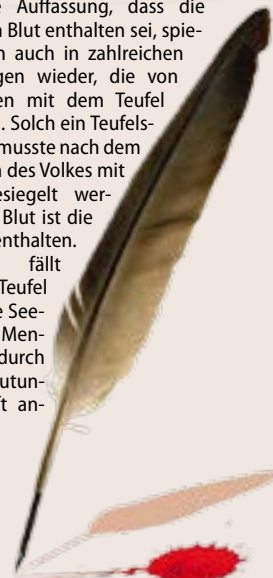 Auffassung, dass die
Blut enthalten sei, spie-
auch in zahlreichen
gen wieder, die von
en mit dem Teufel
. Solch ein Teufels-
musste nach dem
n des Volkes mit
esiegelt wer-
Blut ist die
enthalten.
fällt
Teufel
e See-
Men-
durch
utun-
ft an-